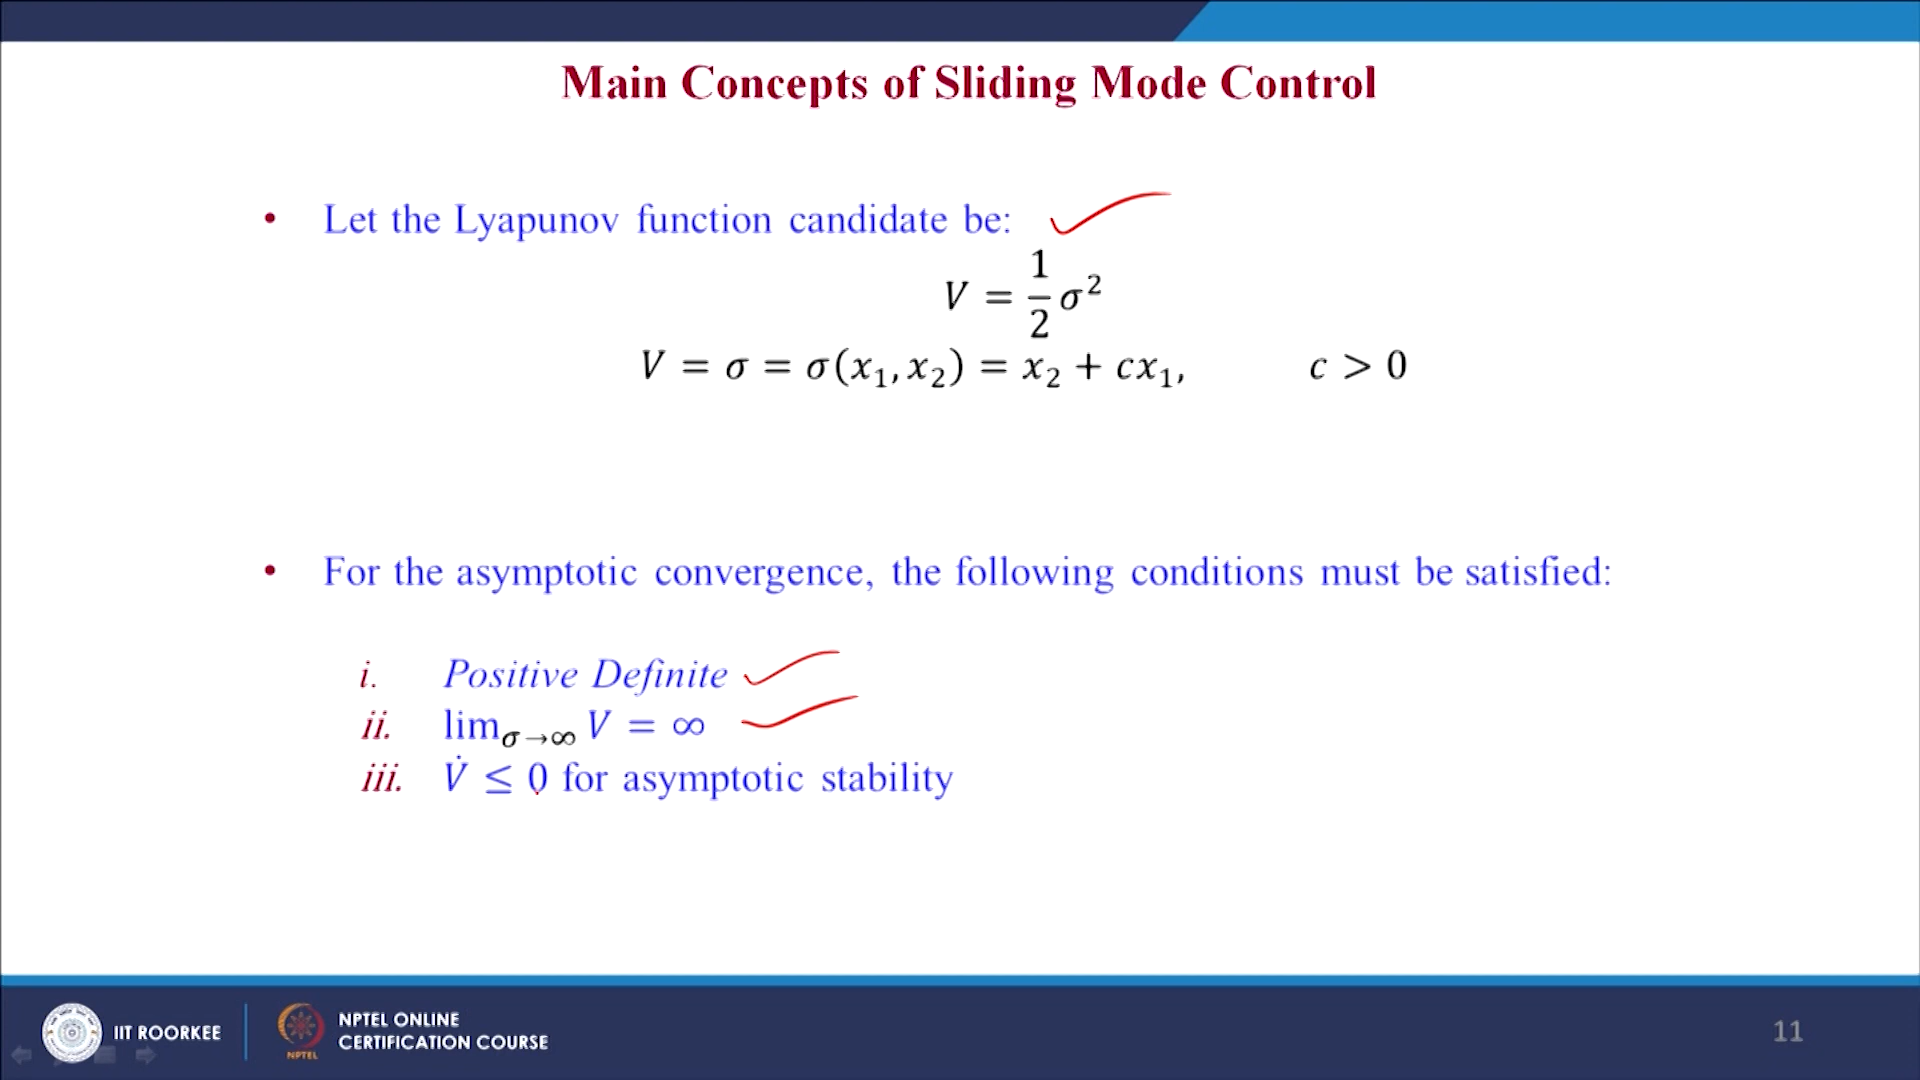 Main Concepts of Sliding Mode Control
• Let the Lyapunov function candidate be:
V = 1/2 σ²
V = σ = σ(x₁, x₂) = x₂ + cx₁, c > 0
• For the asymptotic convergence, the following conditions must be satisfied:
i. Positive Definite
ii. lim_σ→∞ V = ∞
iii. V̇ ≤ 0 for asymptotic stability
IIT ROORKEE
NPTEL
NPTEL ONLINE
CERTIFICATION COURSE
11